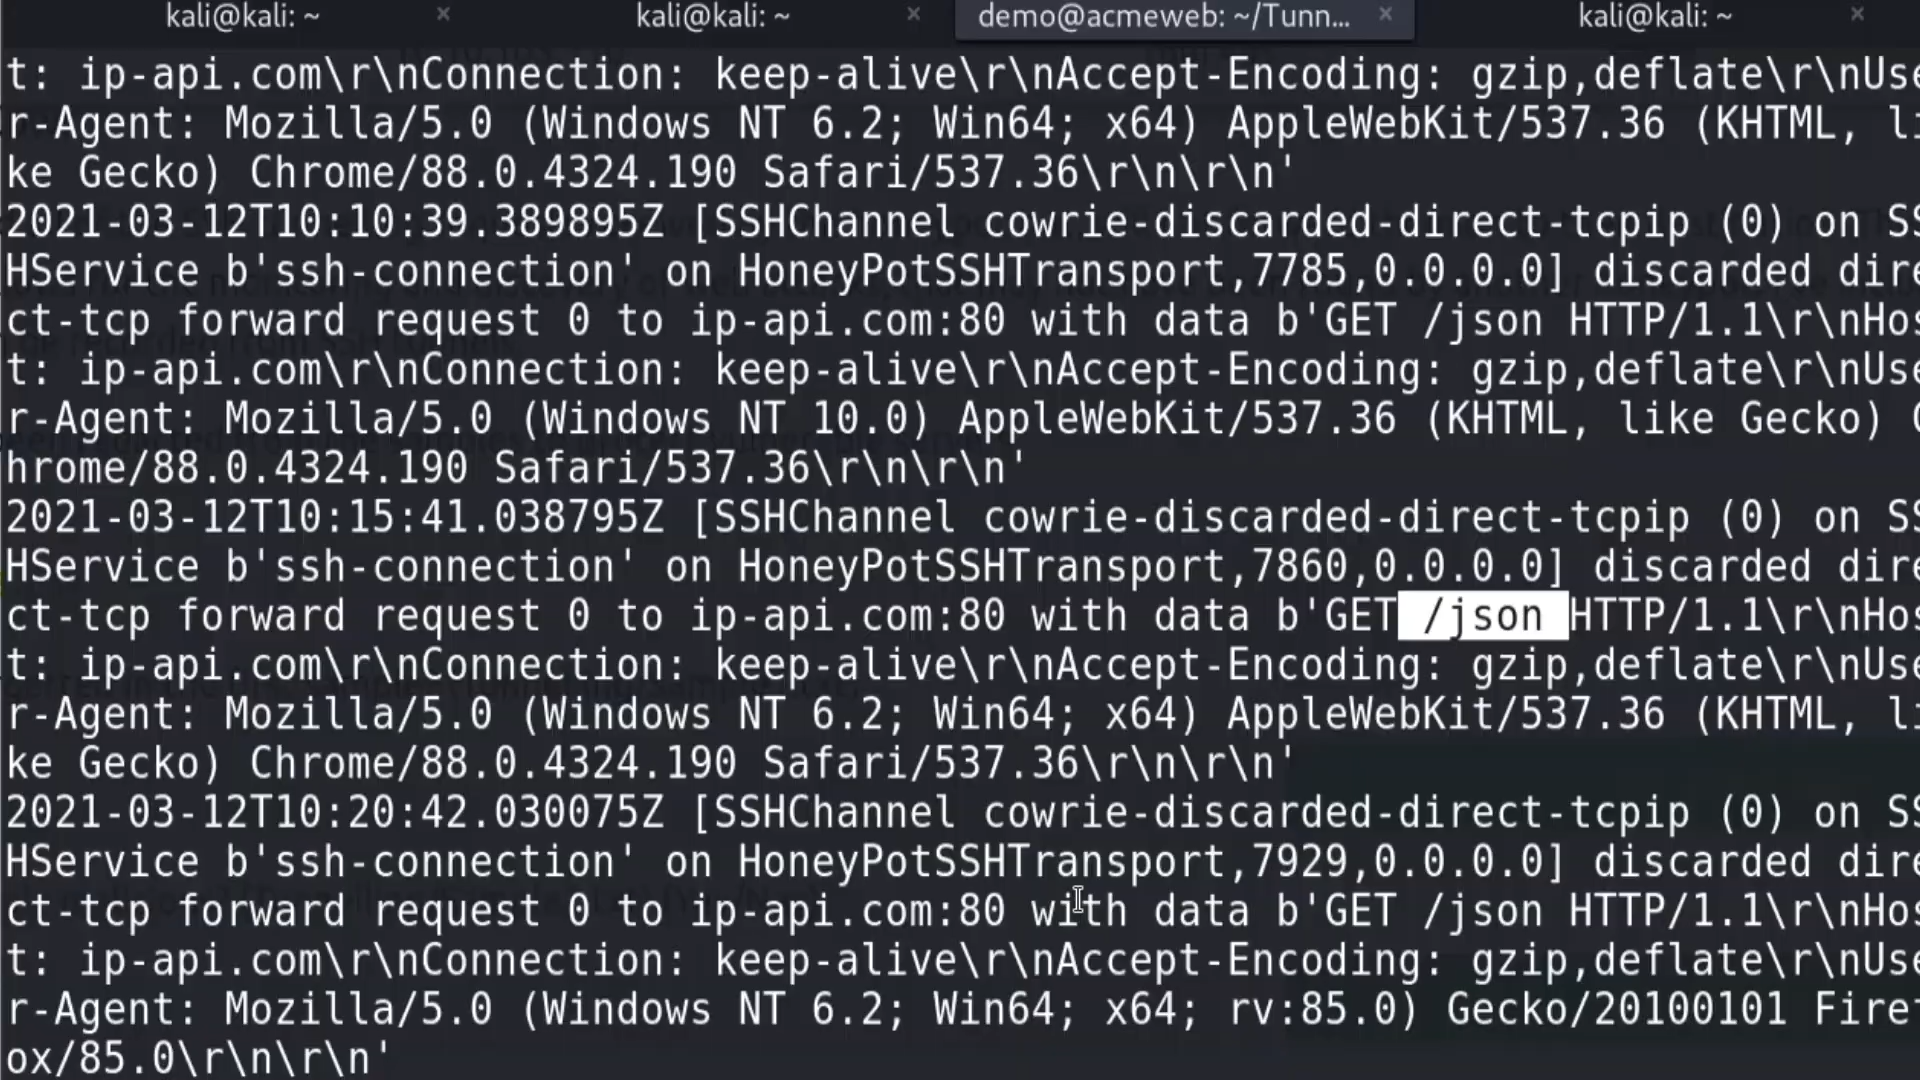 kali@kali: ~ × kali@kali: ~ × demo@acmeweb: ~/Tunn... × kali@kali: ~ ×
t: ip-api.com\r\nConnection: keep-alive\r\nAccept-Encoding: gzip,deflate\r\nUse
r-Agent: Mozilla/5.0 (Windows NT 6.2; Win64; x64) AppleWebKit/537.36 (KHTML, li
ke Gecko) Chrome/88.0.4324.190 Safari/537.36\r\n\r\n'
2021-03-12T10:10:39.389895Z [SSHChannel cowrie-discarded-direct-tcpip (0) on SS
HService b'ssh-connection' on HoneyPotSSHTransport,7785,0.0.0.0] discarded dire
ct-tcp forward request 0 to ip-api.com:80 with data b'GET /json HTTP/1.1\r\nHos
t: ip-api.com\r\nConnection: keep-alive\r\nAccept-Encoding: gzip,deflate\r\nUse
r-Agent: Mozilla/5.0 (Windows NT 10.0) AppleWebKit/537.36 (KHTML, like Gecko) C
hrome/88.0.4324.190 Safari/537.36\r\n\r\n'
2021-03-12T10:15:41.038795Z [SSHChannel cowrie-discarded-direct-tcpip (0) on SS
HService b'ssh-connection' on HoneyPotSSHTransport,7860,0.0.0.0] discarded dire
ct-tcp forward request 0 to ip-api.com:80 with data b'GET /json HTTP/1.1\r\nHos
t: ip-api.com\r\nConnection: keep-alive\r\nAccept-Encoding: gzip,deflate\r\nUse
r-Agent: Mozilla/5.0 (Windows NT 6.2; Win64; x64) AppleWebKit/537.36 (KHTML, li
ke Gecko) Chrome/88.0.4324.190 Safari/537.36\r\n\r\n'
2021-03-12T10:20:42.030075Z [SSHChannel cowrie-discarded-direct-tcpip (0) on SS
HService b'ssh-connection' on HoneyPotSSHTransport,7929,0.0.0.0] discarded dire
ct-tcp forward request 0 to ip-api.com:80 with data b'GET /json HTTP/1.1\r\nHos
t: ip-api.com\r\nConnection: keep-alive\r\nAccept-Encoding: gzip,deflate\r\nUse
r-Agent: Mozilla/5.0 (Windows NT 6.2; Win64; x64; rv:85.0) Gecko/20100101 Firef
ox/85.0\r\n\r\n'